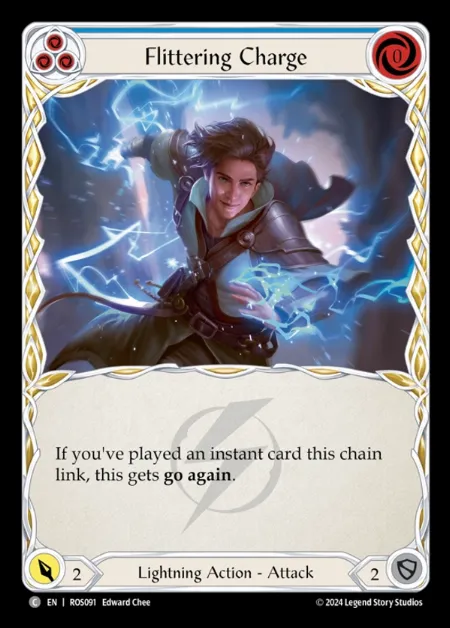 Flittering Charge
0
If you've played an instant card this chain
link, this gets go again.
2
Lightning Action - Attack
2
C EN | ROS091 Edward Chee
© 2024 Legend Story Studios